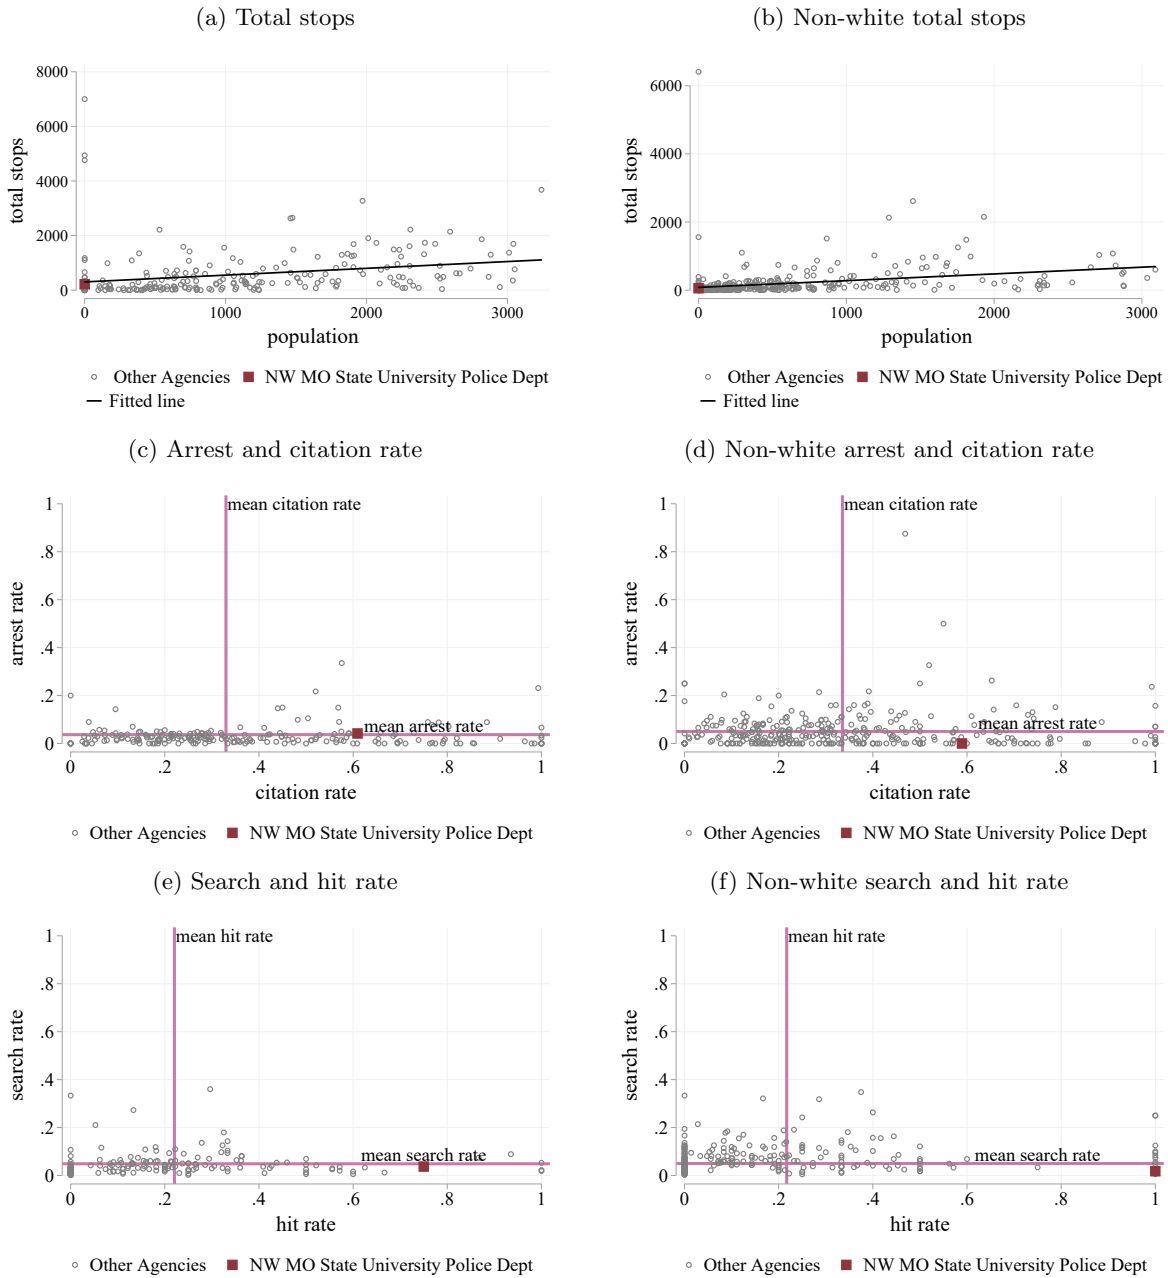 (a) Total stops
(b) Non-white total stops
8000
6000
4000
2000
0
total stops
0
1000
2000
3000
population
6000
4000
2000
0
total stops
0
1000
2000
3000
population
○ Other Agencies ■ NW MO State University Police Dept
— Fitted line
○ Other Agencies ■ NW MO State University Police Dept
— Fitted line
(c) Arrest and citation rate
(d) Non-white arrest and citation rate
1
.8
.6
.4
.2
0
arrest rate
mean citation rate
mean arrest rate
0
.2
.4
.6
.8
1
citation rate
1
.8
.6
.4
.2
0
arrest rate
mean citation rate
mean arrest rate
0
.2
.4
.6
.8
1
citation rate
○ Other Agencies ■ NW MO State University Police Dept
○ Other Agencies ■ NW MO State University Police Dept
(e) Search and hit rate
(f) Non-white search and hit rate
1
.8
.6
.4
.2
0
search rate
mean hit rate
mean search rate
0
.2
.4
.6
.8
1
hit rate
1
.8
.6
.4
.2
0
search rate
mean hit rate
mean search rate
0
.2
.4
.6
.8
1
hit rate
○ Other Agencies ■ NW MO State University Police Dept
○ Other Agencies ■ NW MO State University Police Dept